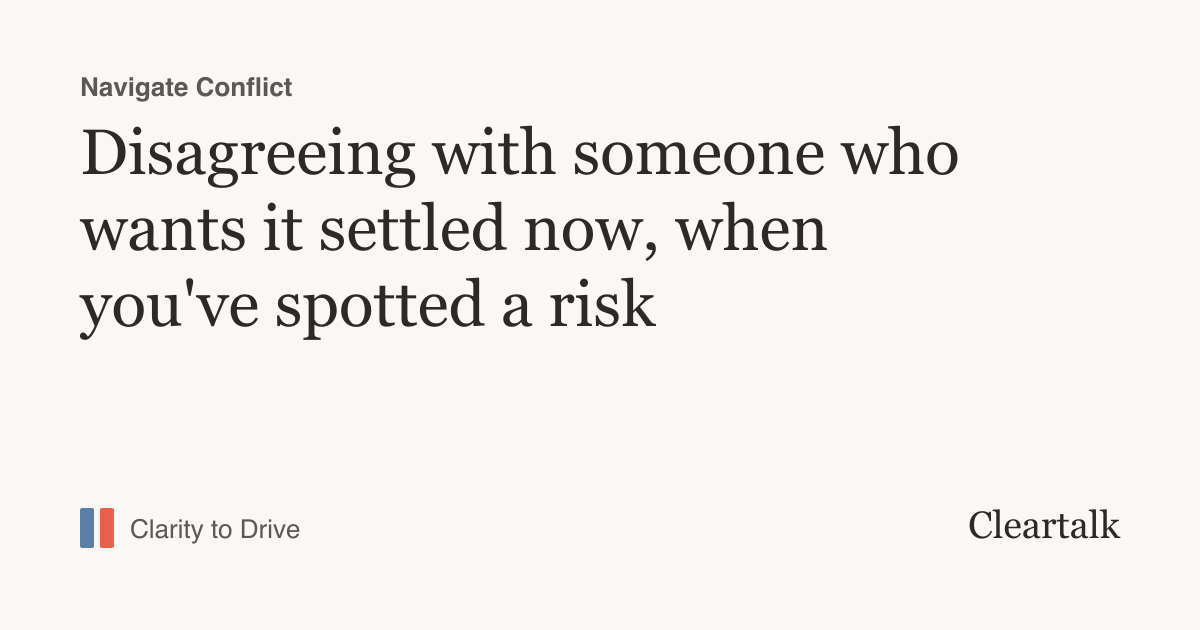 Navigate Conflict
Disagreeing with someone who
wants it settled now, when
you've spotted a risk
Clarity to Drive
Cleartalk